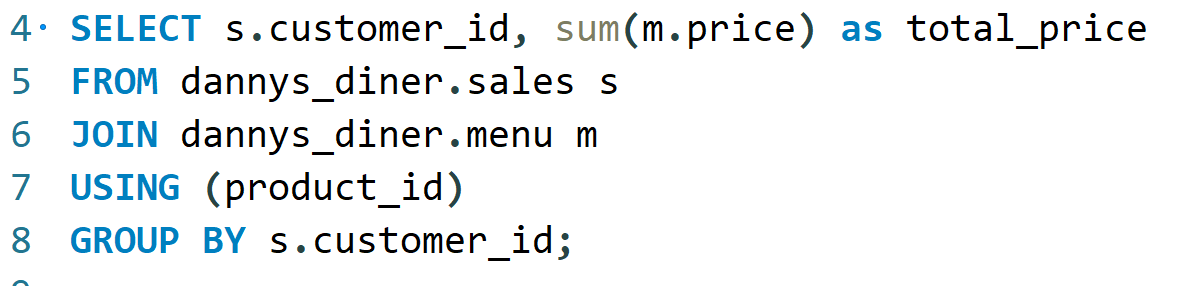 4 SELECT s.customer_id, sum(m.price) as total_price
5 FROM dannys_diner.sales s
6 JOIN dannys_diner.menu m
7 USING (product_id)
8 GROUP BY s.customer_id;